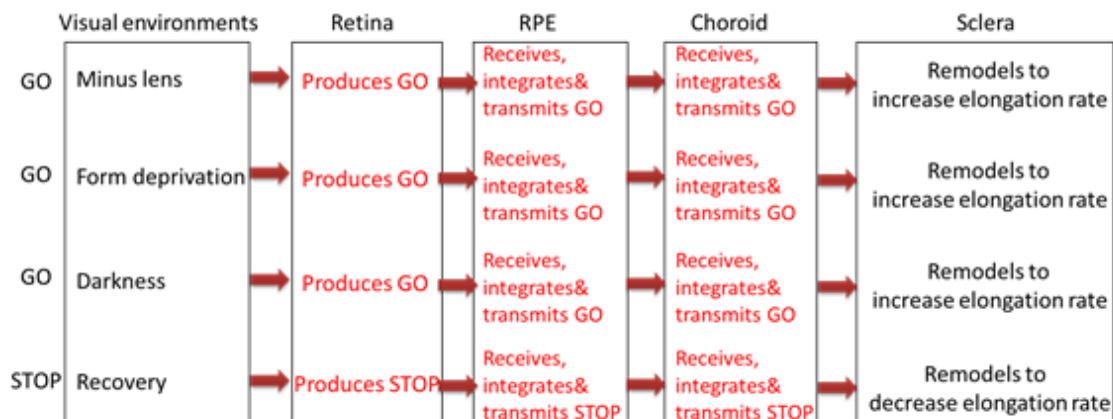 Visual environments Retina RPE Choroid Sclera
GO Minus lens Produces GO Receives, integrates& transmits GO Receives, integrates& transmits GO Remodels to increase elongation rate
GO Form deprivation Produces GO Receives, integrates& transmits GO Receives, integrates& transmits GO Remodels to increase elongation rate
GO Darkness Produces GO Receives, integrates& transmits GO Receives, integrates& transmits GO Remodels to increase elongation rate
STOP Recovery Produces STOP Receives, integrates& transmits STOP Receives, integrates& transmits STOP Remodels to decrease elongation rate